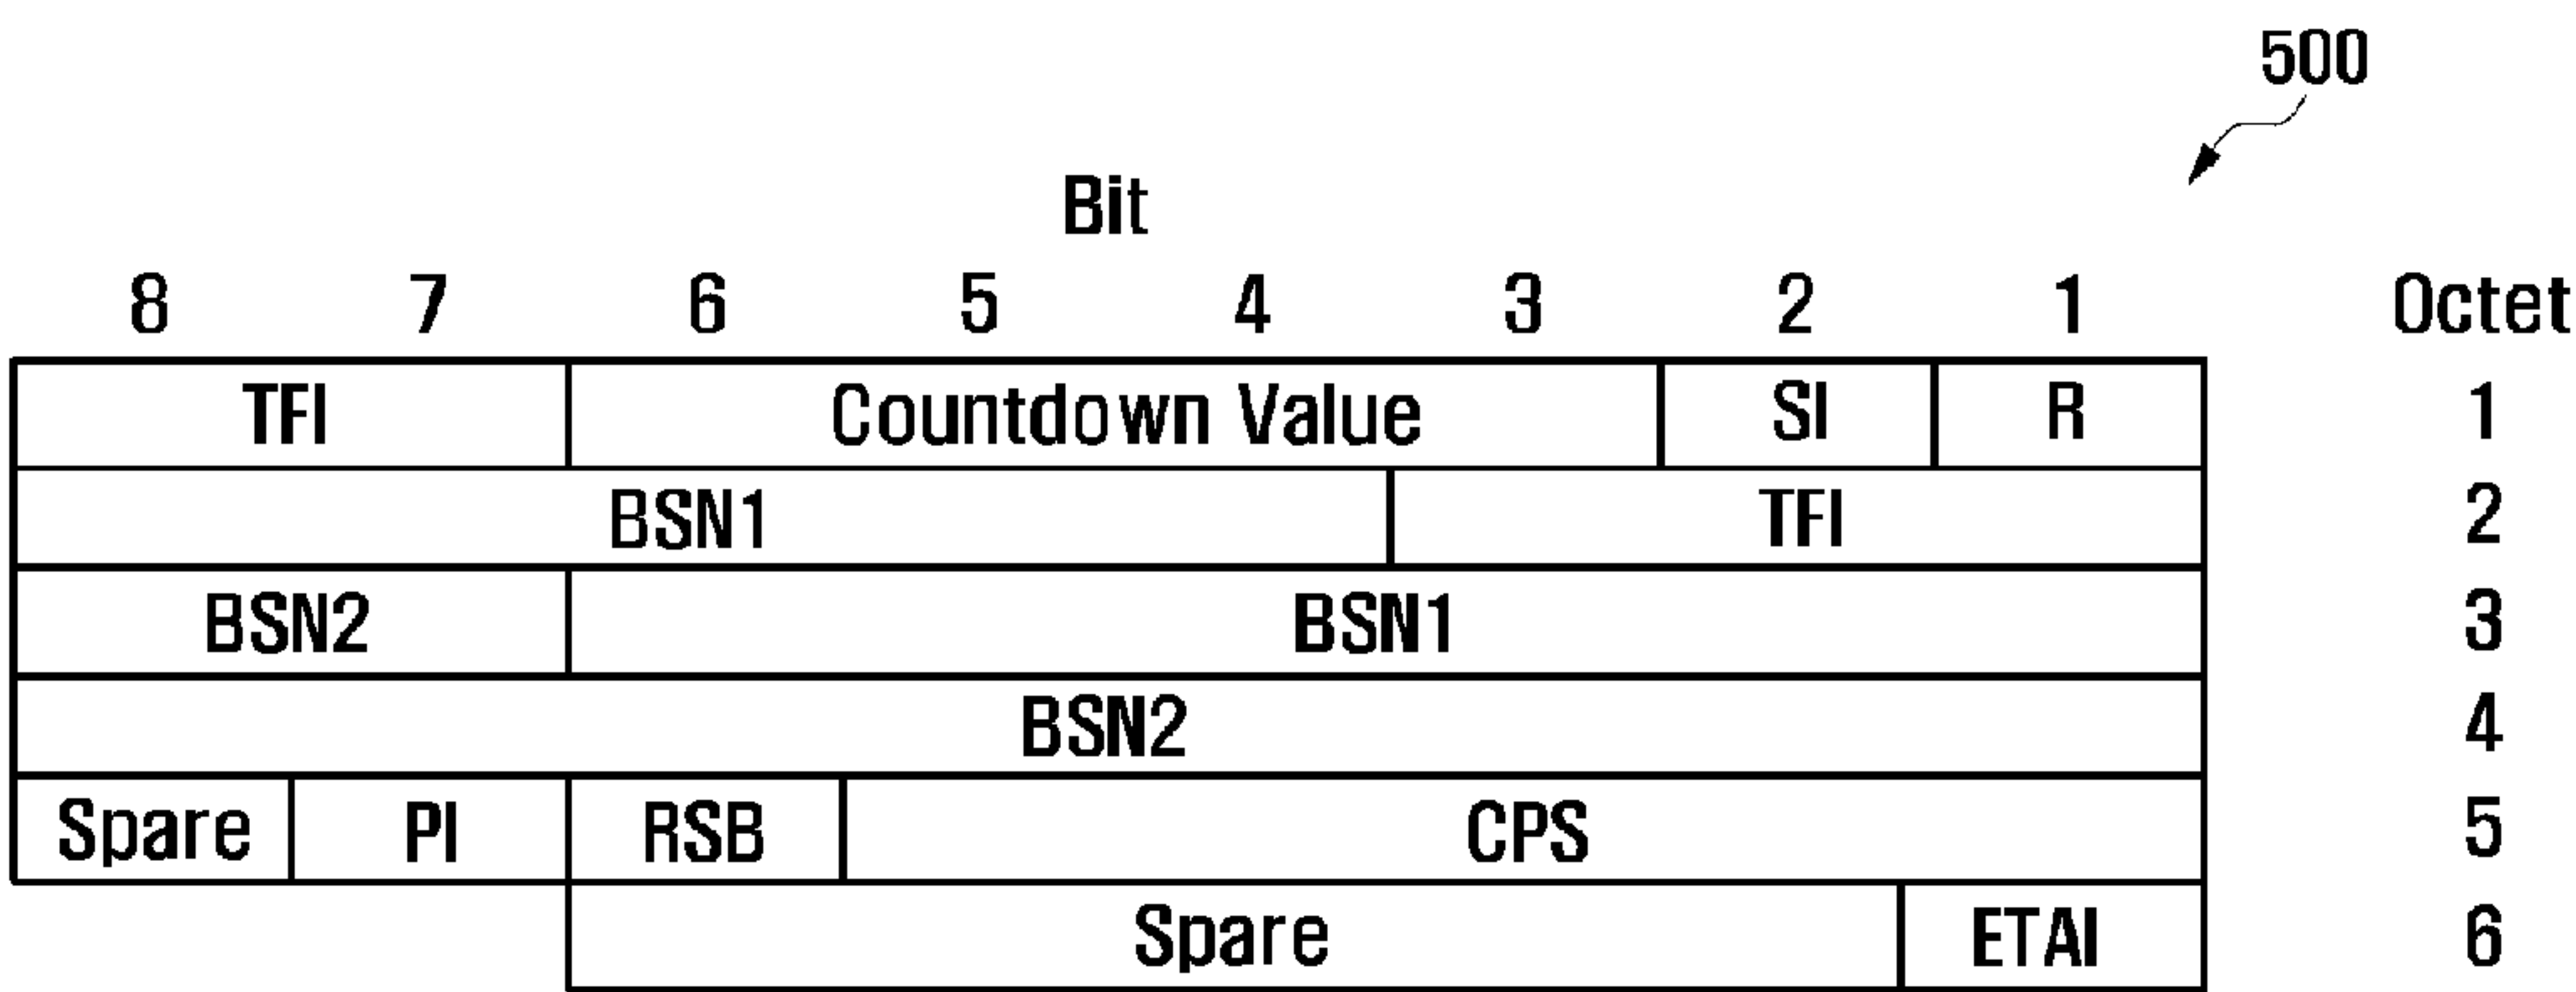 500
Bit
8 7 6 5 4 3 2 1 Octet
TFI Countdown Value SI R 1
BSN1 TFI 2
BSN2 BSN1 3
BSN2 4
Spare PI RSB CPS 5
Spare ETAI 6